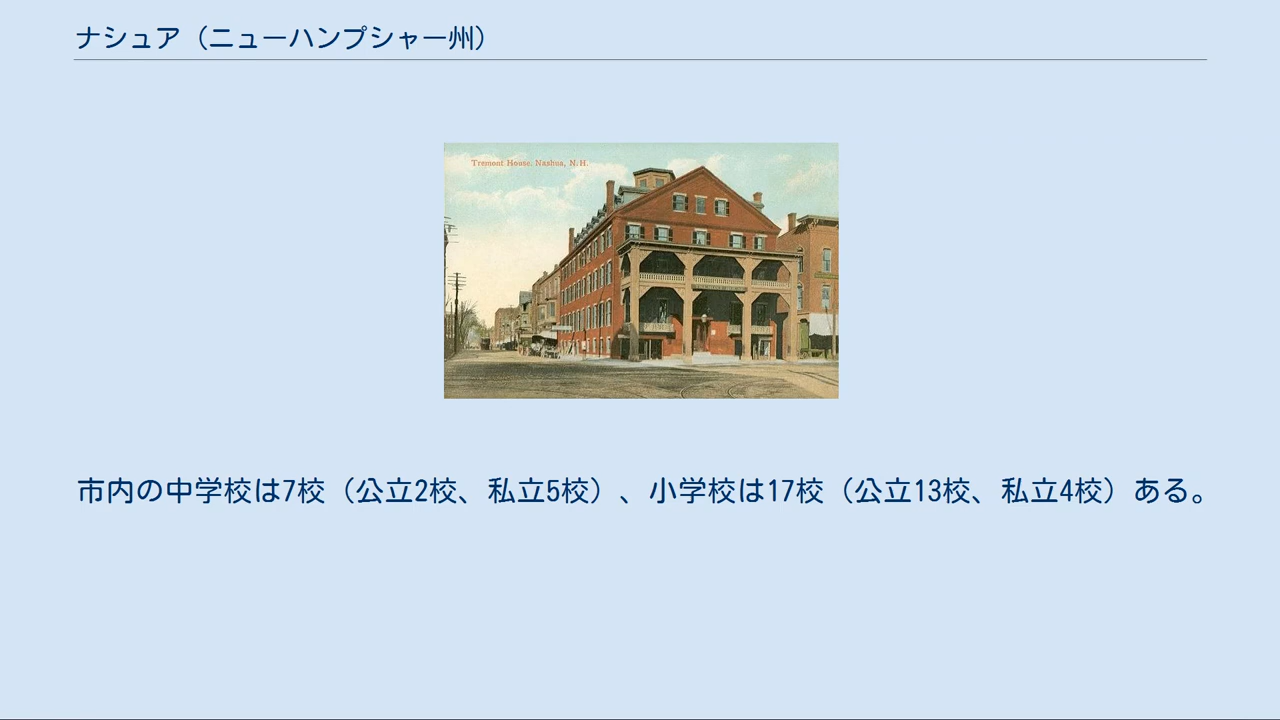 ナシュア（ニューハンプシャー州）
Tremont House, Nashua, N.H.
市内の中学校は7校（公立2校、私立5校）、小学校は17校（公立13校、私立4校）ある。